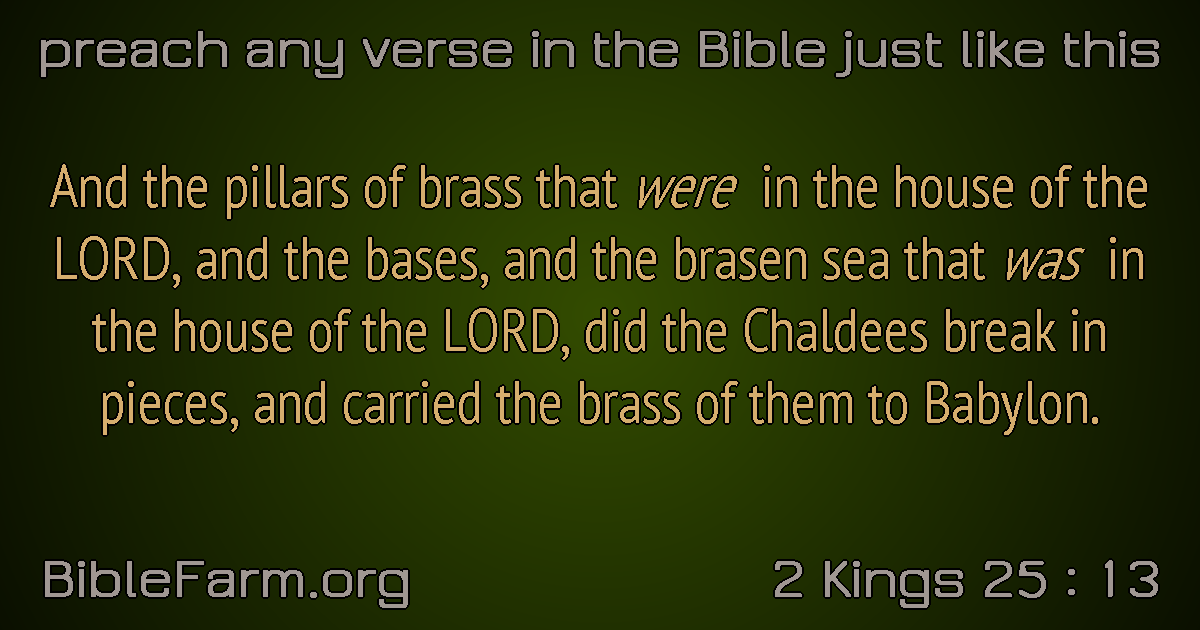 preach any verse in the Bible just like this
And the pillars of brass that were in the house of the
LORD, and the bases, and the brasen sea that was in
the house of the LORD, did the Chaldees break in
pieces, and carried the brass of them to Babylon.
BibleFarm.org
2 Kings 25 : 13